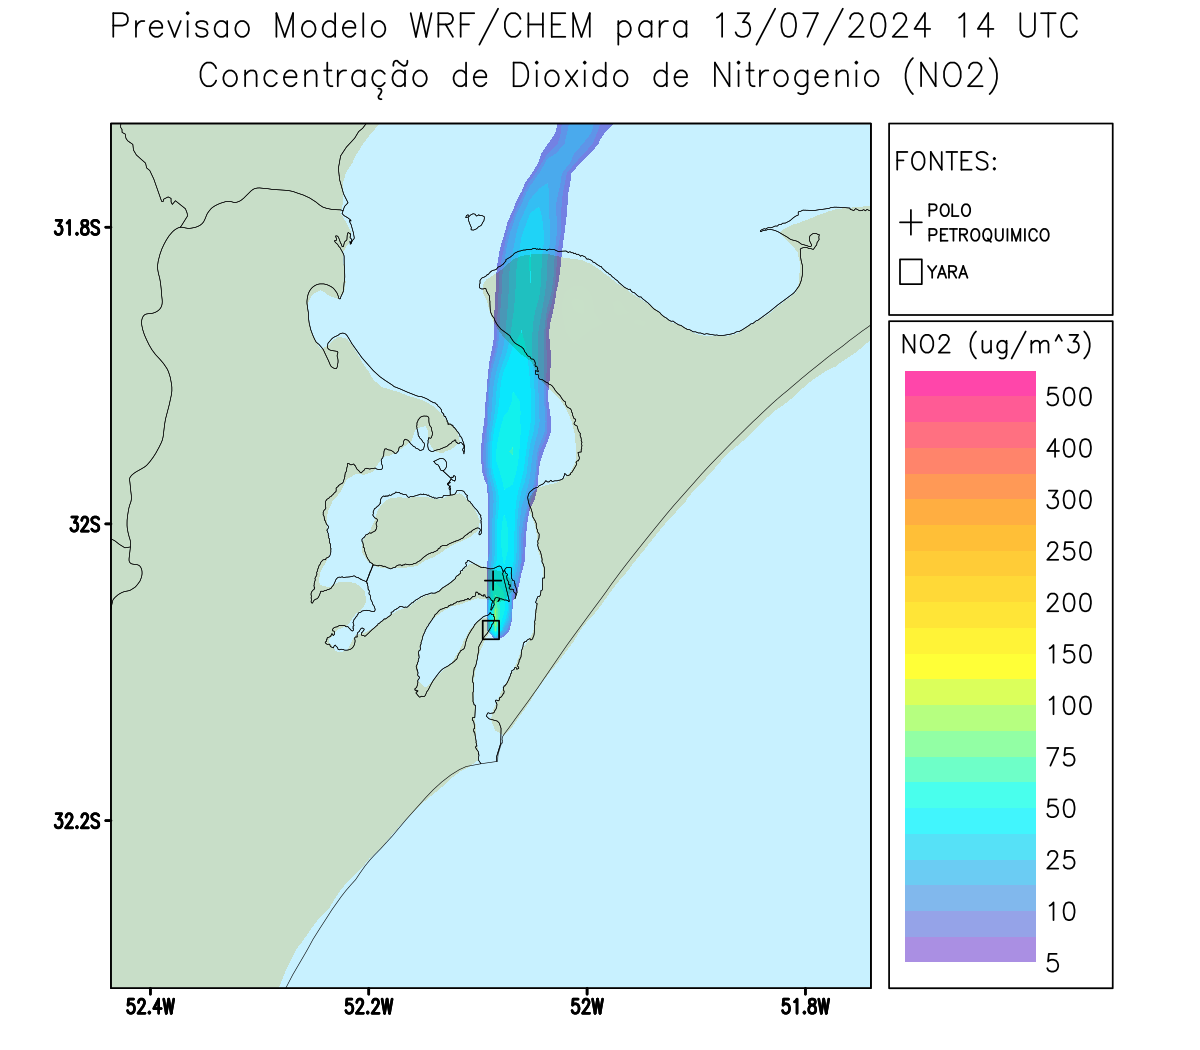 Previsao Modelo WRF/CHEM para 13/07/2024 14 UTC
Concentração de Dioxido de Nitrogenio (NO2)
31.8S
32S
32.2S
52.4W
52.2W
52W
51.8W
FONTES:
POLO
PETROQUIMICO
YARA
NO2 (ug/m^3)
500
400
300
250
200
150
100
75
50
25
10
5